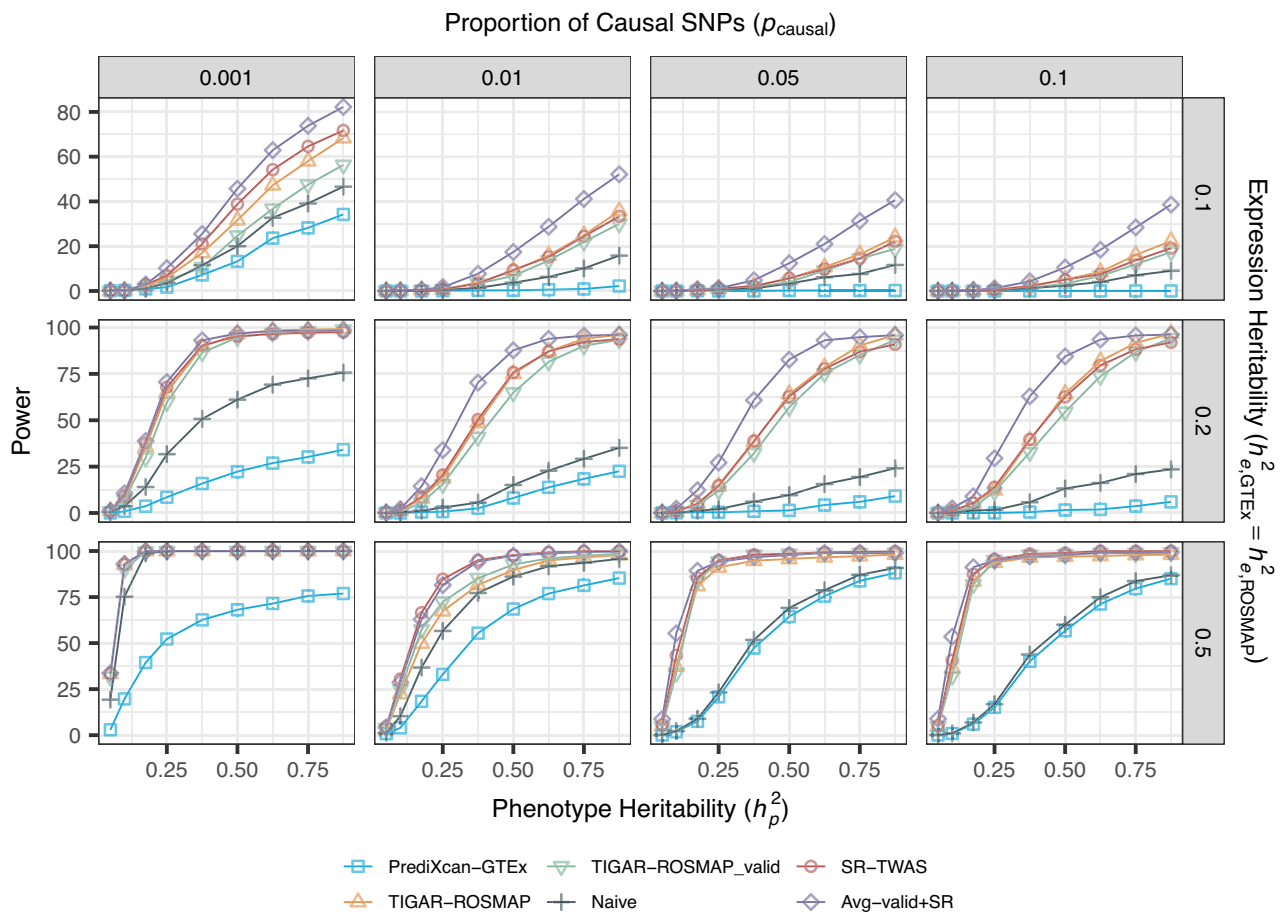 Proportion of Causal SNPs (p_causal)
0.001 0.01 0.05 0.1
80
60
40
20
0
0.1
100
75
50
25
0
0.2
100
75
50
25
0
0.5
Power
Expression Heritability (h²e,GTEx = h²e,ROSMAP)
0.25 0.50 0.75 0.25 0.50 0.75 0.25 0.50 0.75 0.25 0.50 0.75
Phenotype Heritability (h²p)
PrediXcan−GTEx TIGAR−ROSMAP_valid SR−TWAS
TIGAR−ROSMAP Naive Avg−valid+SR